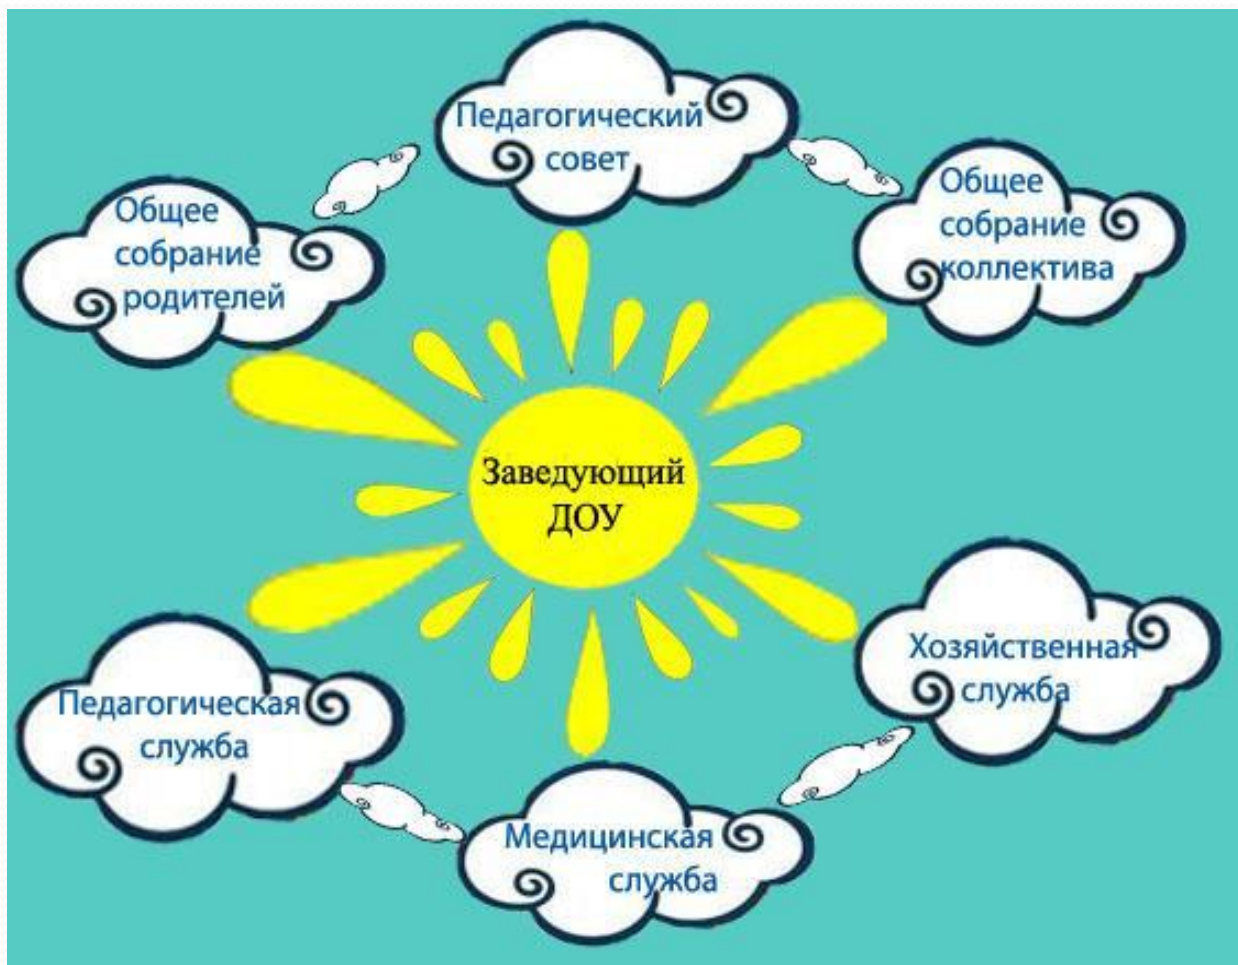 Педагогический
совет
Общее
собрание
родителей
Общее
собрание
коллектива
Заведующий
ДОУ
Педагогическая
служба
Хозяйственная
служба
Медицинская
служба